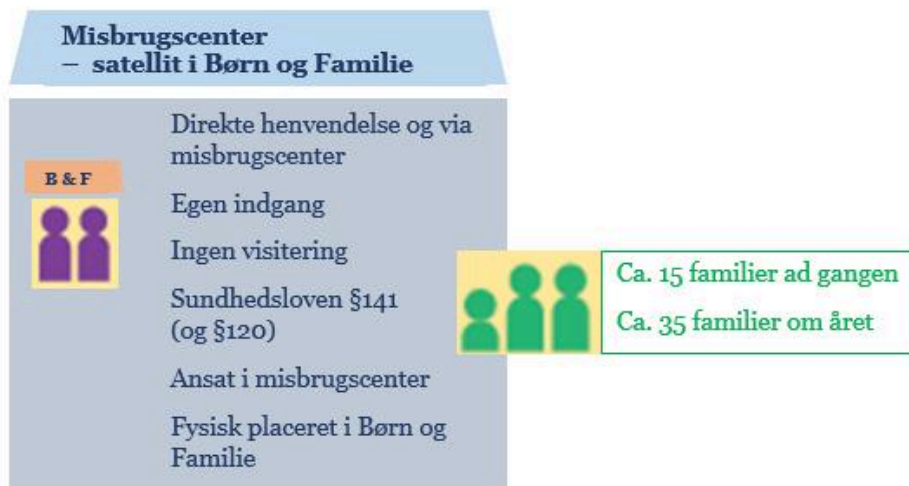 Misbrugscenter
– satellit i Børn og Familie
Direkte henvendelse og via
misbrugscenter
B & F
Egen indgang
Ingen visitering
Sundhedsloven §141
(og §120)
Ansat i misbrugscenter
Fysisk placeret i Børn og
Familie
Ca. 15 familier ad gangen
Ca. 35 familier om året